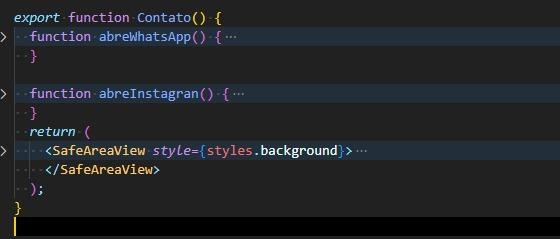 export function Contato() {
function abreWhatsApp() { ⋯
}
function abreInstagran() { ⋯
}
return (
<SafeAreaView style={styles.background}> ⋯
</SafeAreaView>
);
}